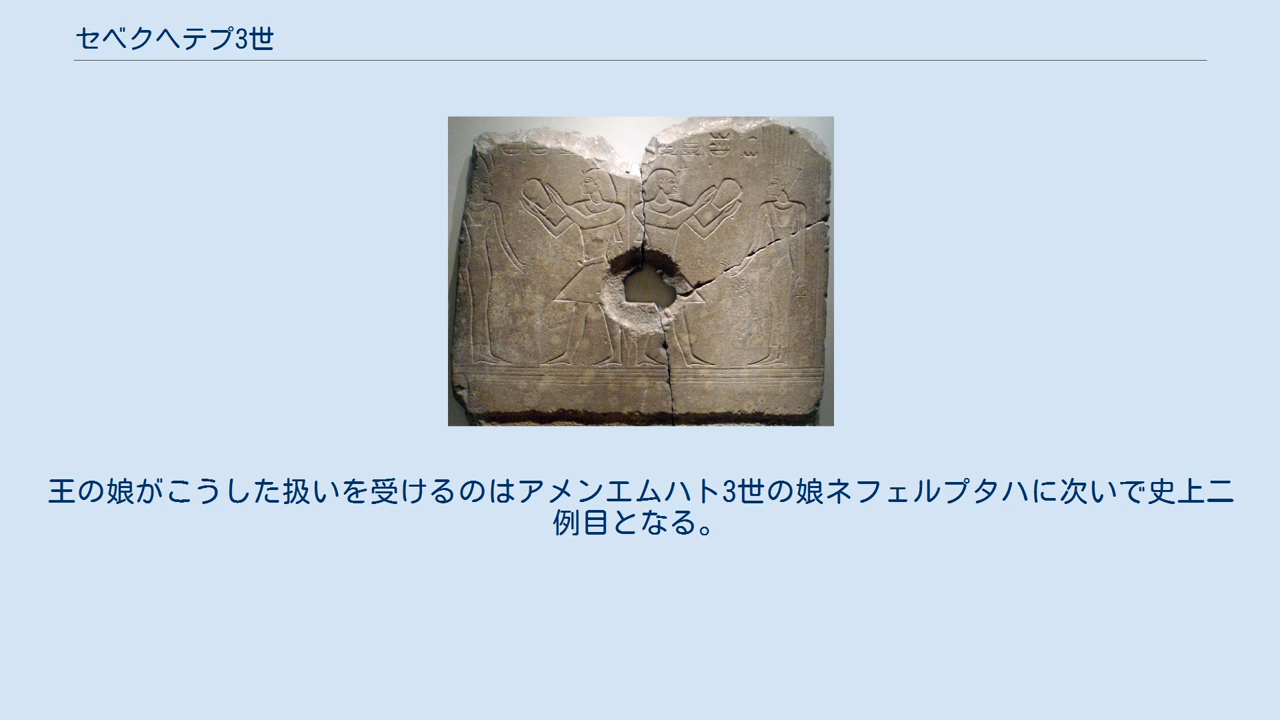 セベクヘテプ3世
王の娘がこうした扱いを受けるのはアメンエムハト3世の娘ネフェルプタハに次いで史上二
例目となる。